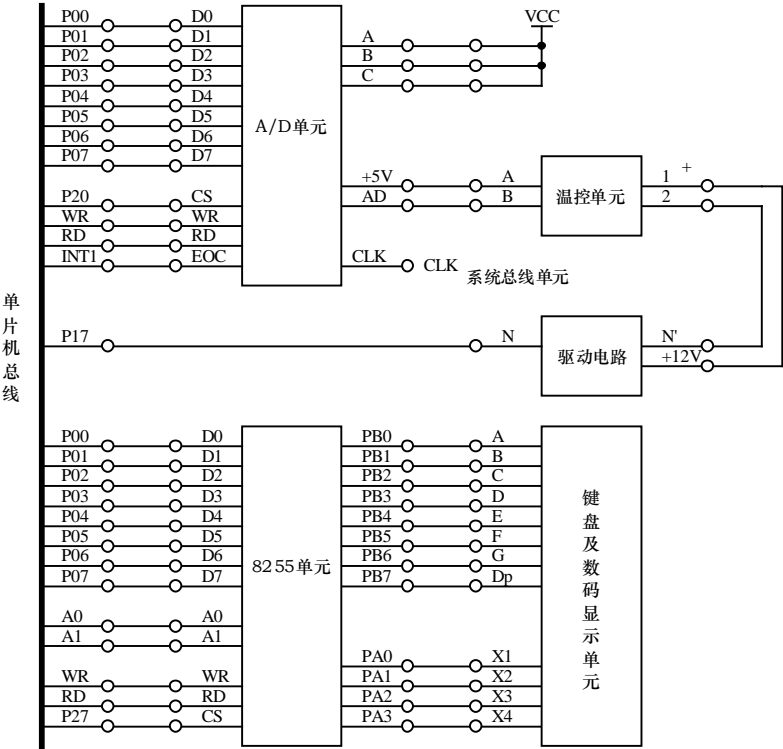 VCC
P00 D0 A
P01 D1 B
P02 D2 C
P03 D3
P04 D4
P05 D5
P06 D6
P07 D7
A/D单元
+5V A 1 +
AD B 2
温控单元
P20 CS
WR WR
RD RD
INT1 EOC
CLK CLK 系统总线单元
单片机总线
P17 N N'
+12V
驱动电路
P00 D0 PB0 A
P01 D1 PB1 B
P02 D2 PB2 C
P03 D3 PB3 D
P04 D4 PB4 E
P05 D5 PB5 F
P06 D6 PB6 G
P07 D7 PB7 Dp
8255单元
键盘及数码显示单元
A0 A0
A1 A1
PA0 X1
WR WR PA1 X2
RD RD PA2 X3
P27 CS PA3 X4